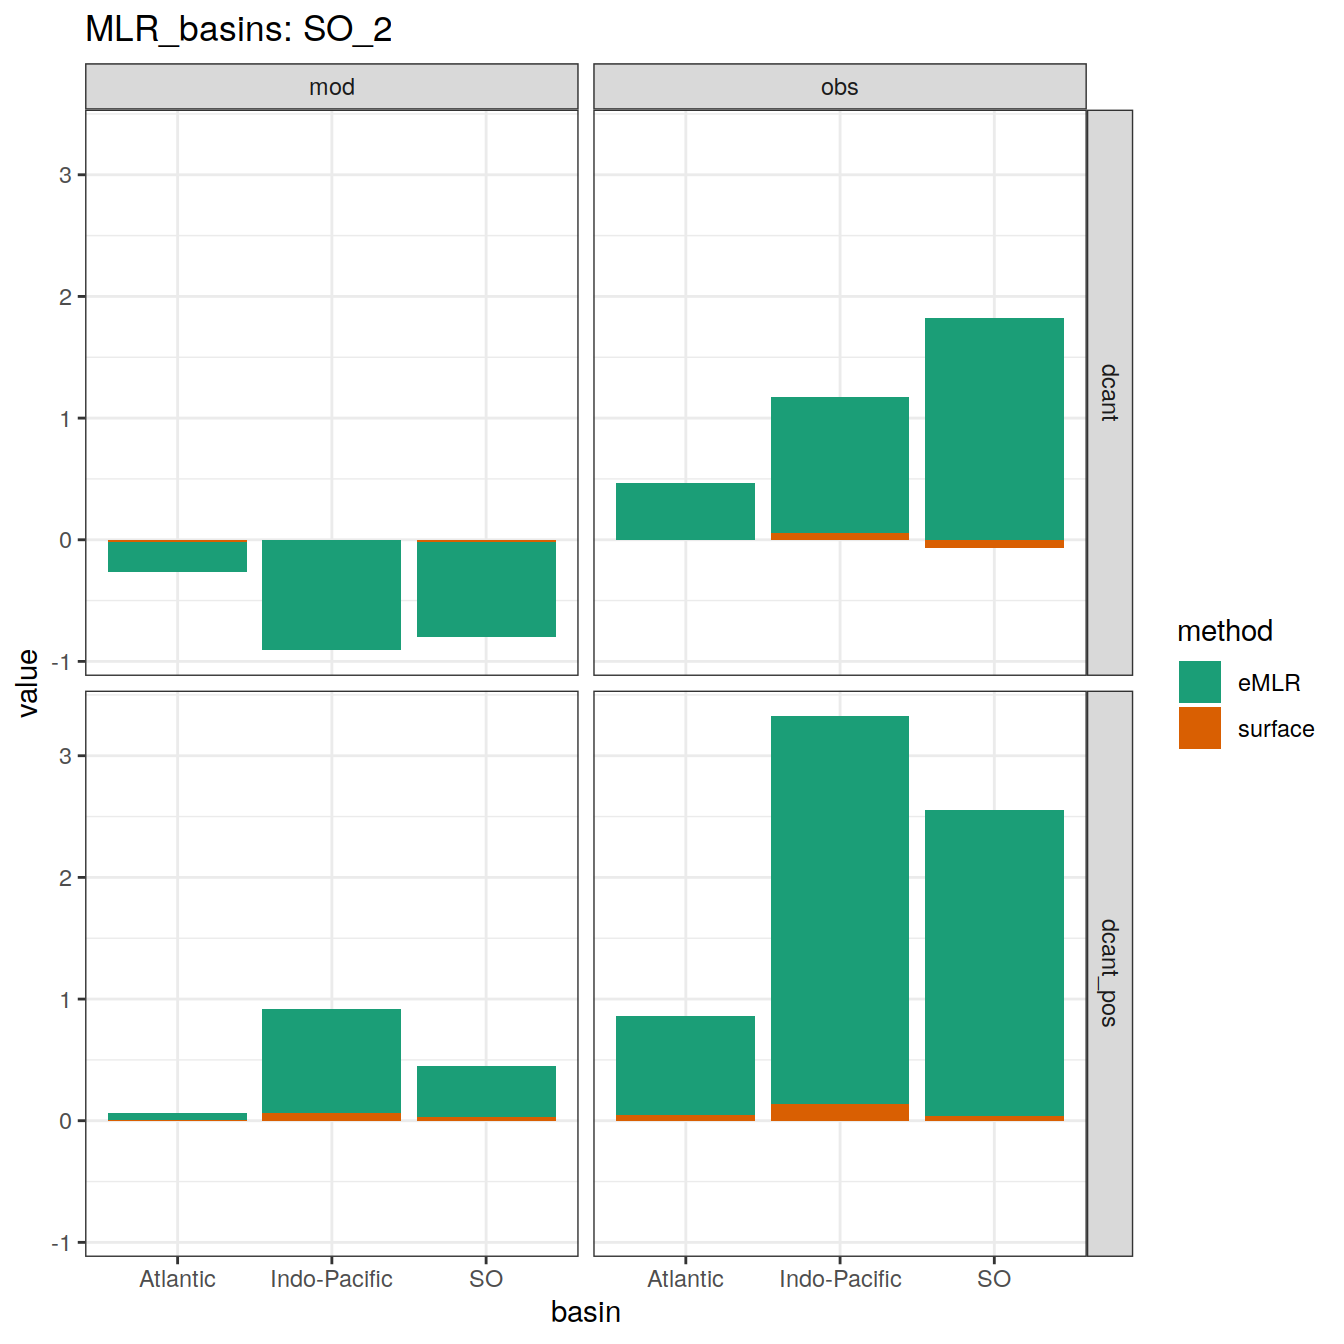 MLR_basins: SO_2
mod
obs
3
2
1
0
-1
dcant
value
3
2
1
0
-1
dcant_pos
method
eMLR
surface
Atlantic
Indo-Pacific
SO
Atlantic
Indo-Pacific
SO
basin